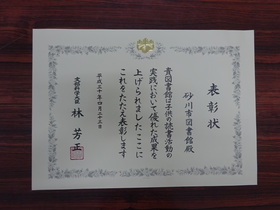 表彰状
砂川市図書館殿
貴図書館は子供の読書活動の
実践において優れた成果を
上げられましたここに
これをたたえ表彰します
平成三十年四月二十三日
文部科学大臣
林芳正